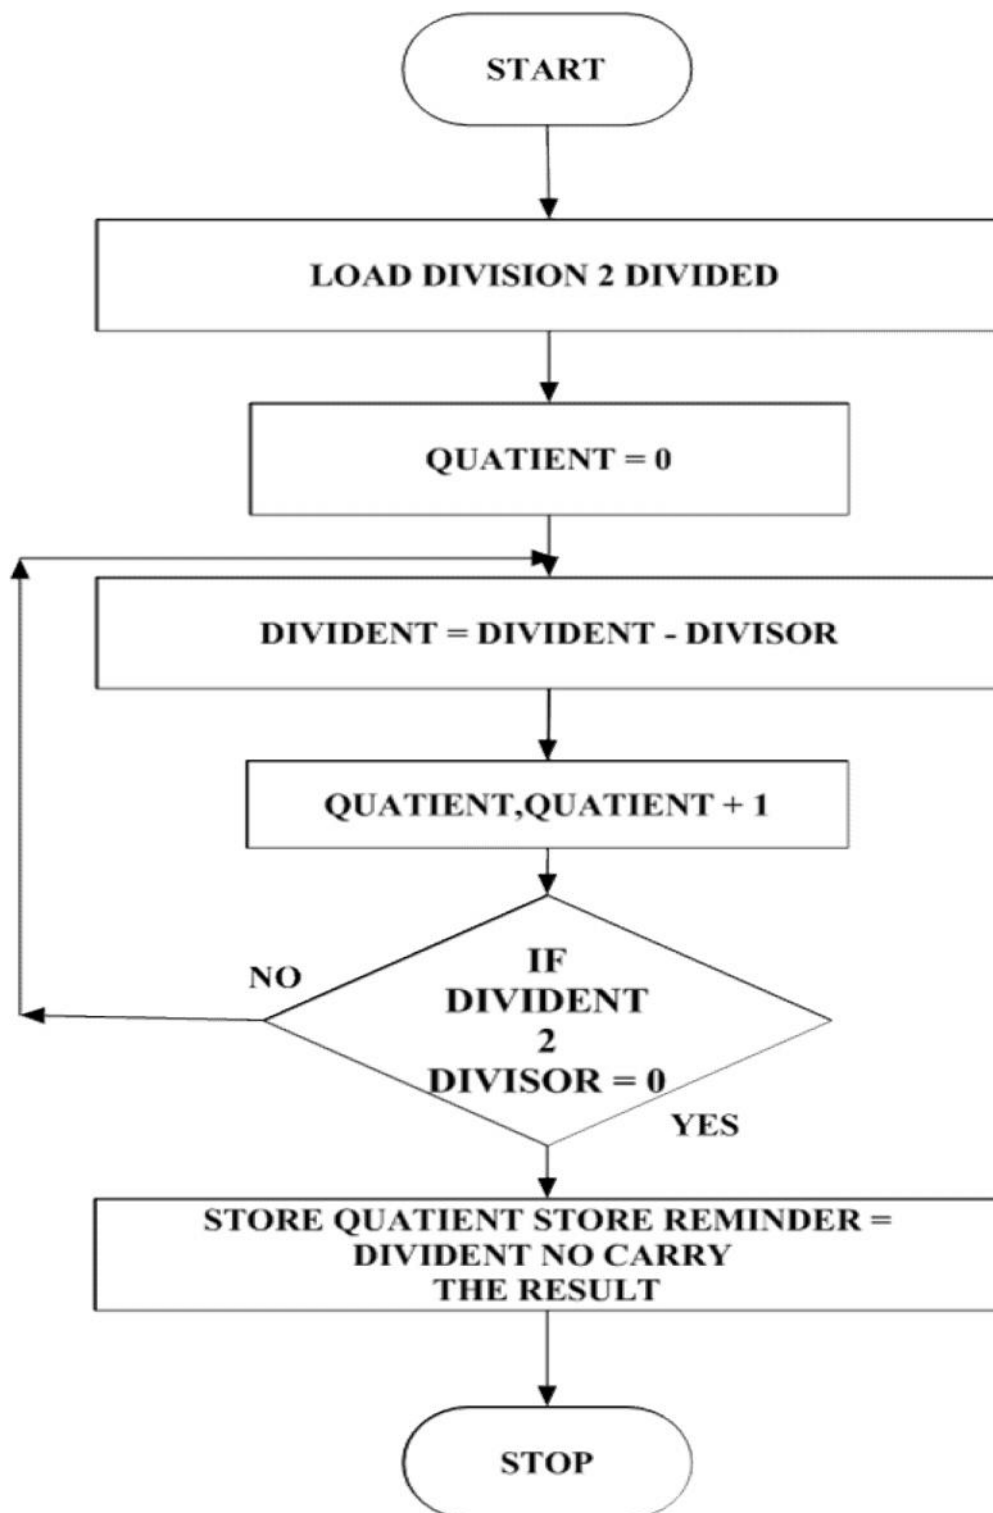 START
LOAD DIVISION 2 DIVIDED
QUATIENT = 0
DIVIDENT = DIVIDENT - DIVISOR
QUATIENT,QUATIENT + 1
NO
IF
DIVIDENT
2
DIVISOR = 0
YES
STORE QUATIENT STORE REMINDER =
DIVIDENT NO CARRY
THE RESULT
STOP